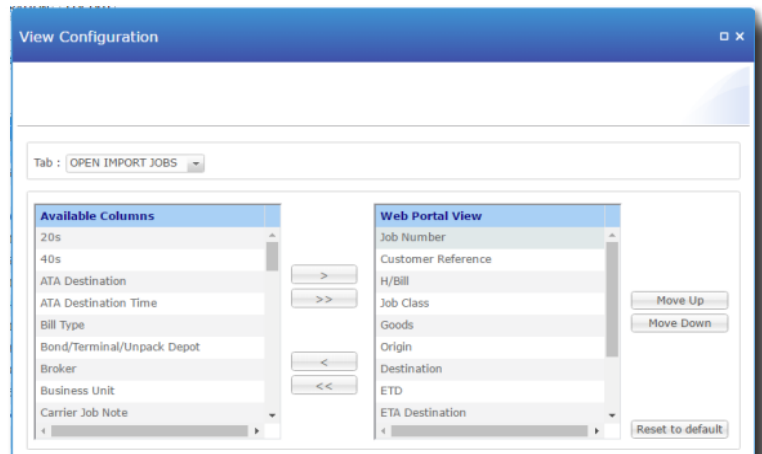 View Configuration
Tab : OPEN IMPORT JOBS
Available Columns
20s
40s
ATA Destination
ATA Destination Time
Bill Type
Bond/Terminal/Unpack Depot
Broker
Business Unit
Carrier Job Note
>
>>
<
<<
Web Portal View
Job Number
Customer Reference
H/Bill
Job Class
Goods
Origin
Destination
ETD
ETA Destination
Move Up
Move Down
Reset to default